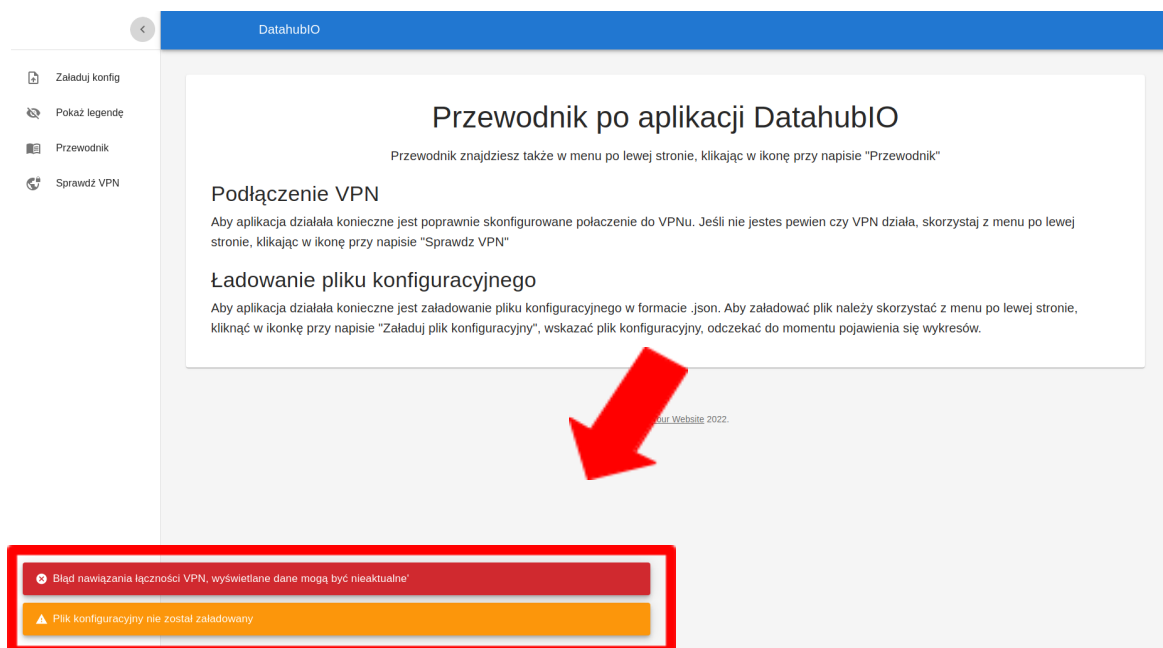 DatahubIO
Załaduj konfig
Pokaż legendę
Przewodnik
Sprawdź VPN
Przewodnik po aplikacji DatahubIO
Przewodnik znajdziesz także w menu po lewej stronie, klikając w ikonę przy napisie "Przewodnik"
Podłączenie VPN
Aby aplikacja działała konieczne jest poprawnie skonfigurowane połaczenie do VPNu. Jeśli nie jestes pewien czy VPN działa, skorzystaj z menu po lewej
stronie, klikając w ikonę przy napisie "Sprawdz VPN"
Ładowanie pliku konfiguracyjnego
Aby aplikacja działała konieczne jest załadowanie pliku konfiguracyjnego w formacie .json. Aby załadować plik należy skorzystać z menu po lewej stronie,
kliknąć w ikonkę przy napisie "Załaduj plik konfiguracyjny", wskazać plik konfiguracyjny, odczekać do momentu pojawienia się wykresów.
Website 2022.
Błąd nawiązania łączności VPN, wyświetlane dane mogą być nieaktualne'
Plik konfiguracyjny nie został załadowany